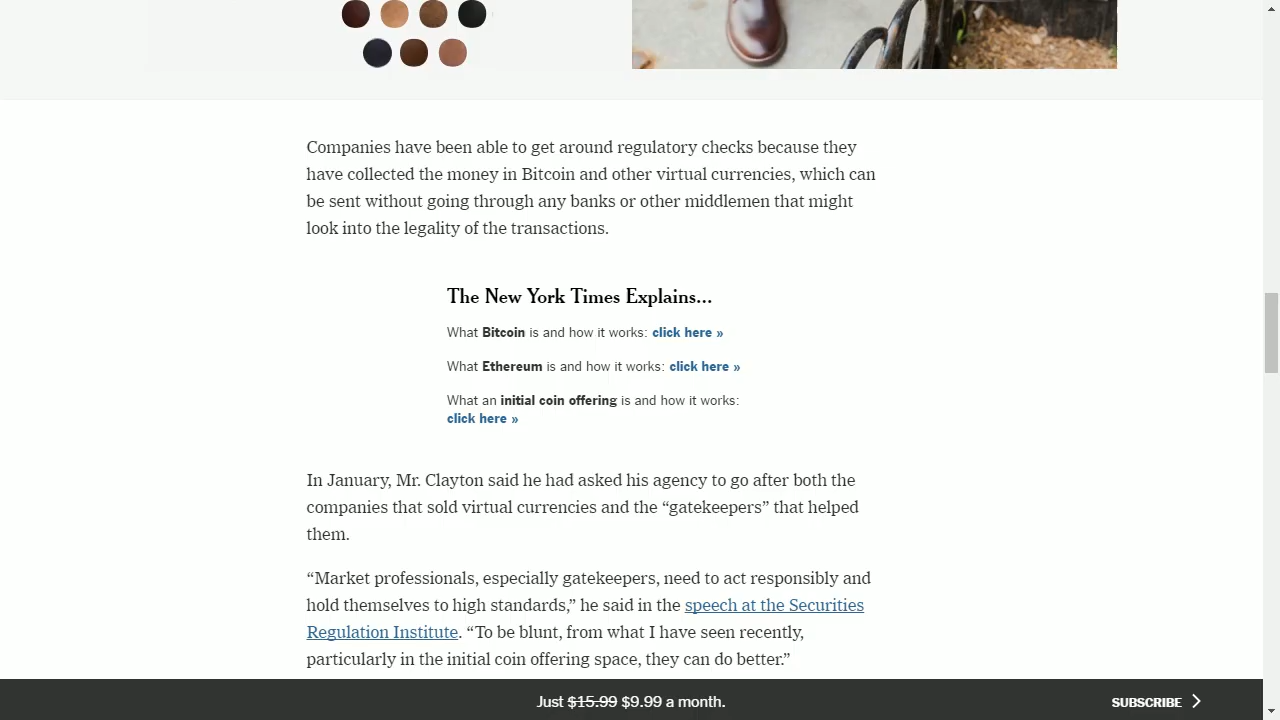 Companies have been able to get around regulatory checks because they
have collected the money in Bitcoin and other virtual currencies, which can
be sent without going through any banks or other middlemen that might
look into the legality of the transactions.
The New York Times Explains...
What Bitcoin is and how it works: click here »
What Ethereum is and how it works: click here »
What an initial coin offering is and how it works:
click here »
In January, Mr. Clayton said he had asked his agency to go after both the
companies that sold virtual currencies and the “gatekeepers” that helped
them.
“Market professionals, especially gatekeepers, need to act responsibly and
hold themselves to high standards,” he said in the speech at the Securities
Regulation Institute. “To be blunt, from what I have seen recently,
particularly in the initial coin offering space, they can do better.”
Just $15.99 $9.99 a month.
SUBSCRIBE